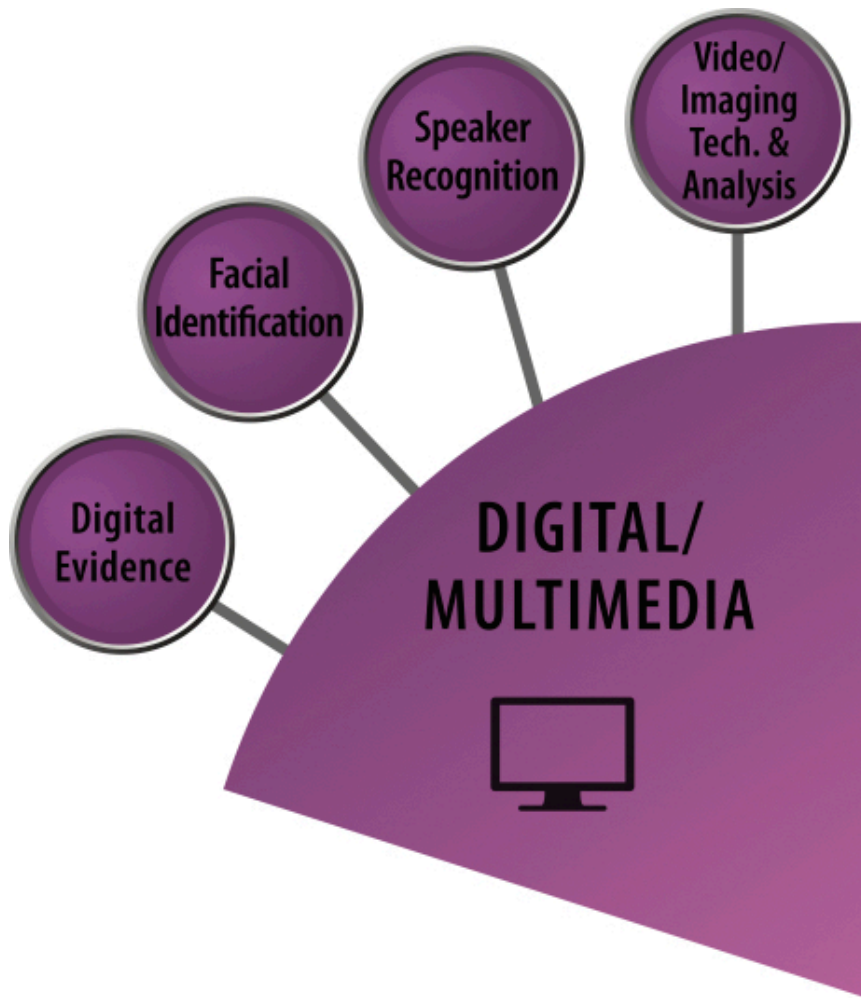 Video/
Imaging
Tech. &
Analysis
Speaker
Recognition
Facial
Identification
Digital
Evidence
DIGITAL/
MULTIMEDIA